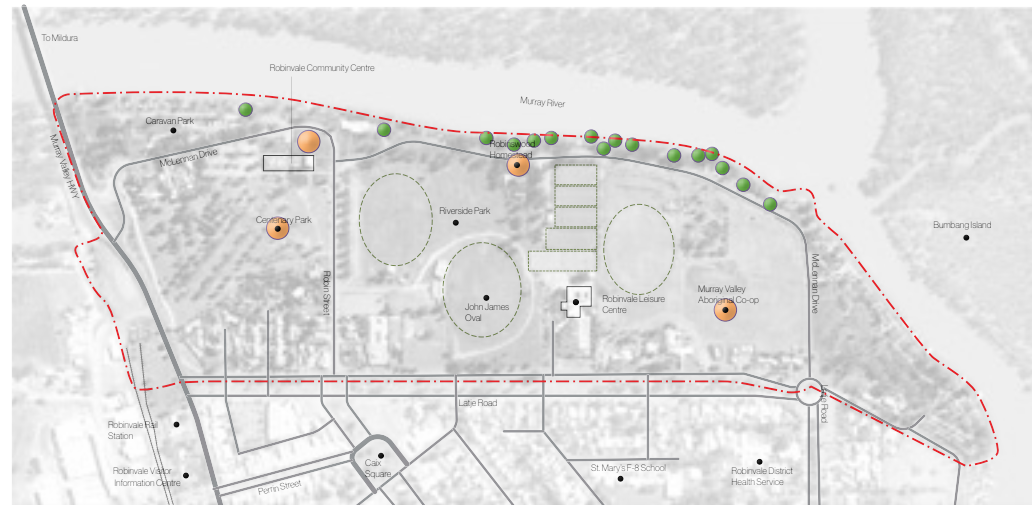 To Mildura
Robinvale Community Centre
Murray River
Caravan Park
Robinswood
Homestead
McLennan Drive
Murray Valley HWY
Centenary Park
Riverside Park
Bumbang Island
Robin Street
McLennan Drive
Murray Valley
Aboriginal Co-op
John James
Oval
Robinvale Leisure
Centre
Latje Road
Latje Road
Robinvale Rail
Station
Caix
Square
Robinvale Visitor
Information Centre
St. Mary's F-8 School
Robinvale District
Health Service
Perrin Street